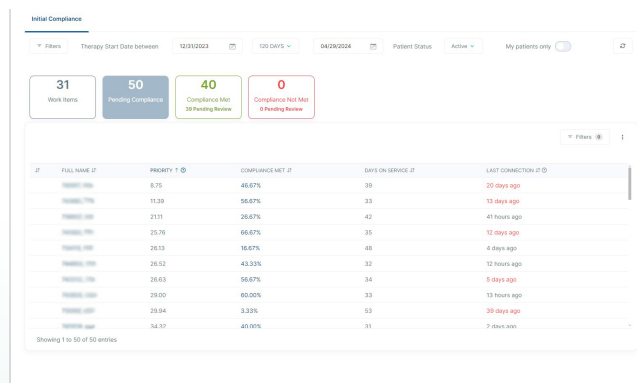 Initial Compliance
Filters Therapy Start Date between 12/31/2023 120 DAYS 04/29/2024 Patient Status Active My patients only
31 50 40 0
Work Items Pending Compliance Compliance Met Compliance Not Met
39 Pending Review 0 Pending Review
Filters 0
FULL NAME PRIORITY COMPLIANCE MET DAYS ON SERVICE LAST CONNECTION
8.75 46.67% 39 20 days ago
11.39 56.67% 33 13 days ago
21.11 26.67% 42 41 hours ago
25.76 66.67% 35 12 days ago
26.13 16.67% 48 4 days ago
26.52 43.33% 32 12 hours ago
26.63 56.67% 34 5 days ago
29.00 60.00% 33 13 hours ago
29.94 3.33% 53 39 days ago
34.32 40.00% 31 2 days ago
Showing 1 to 50 of 50 entries